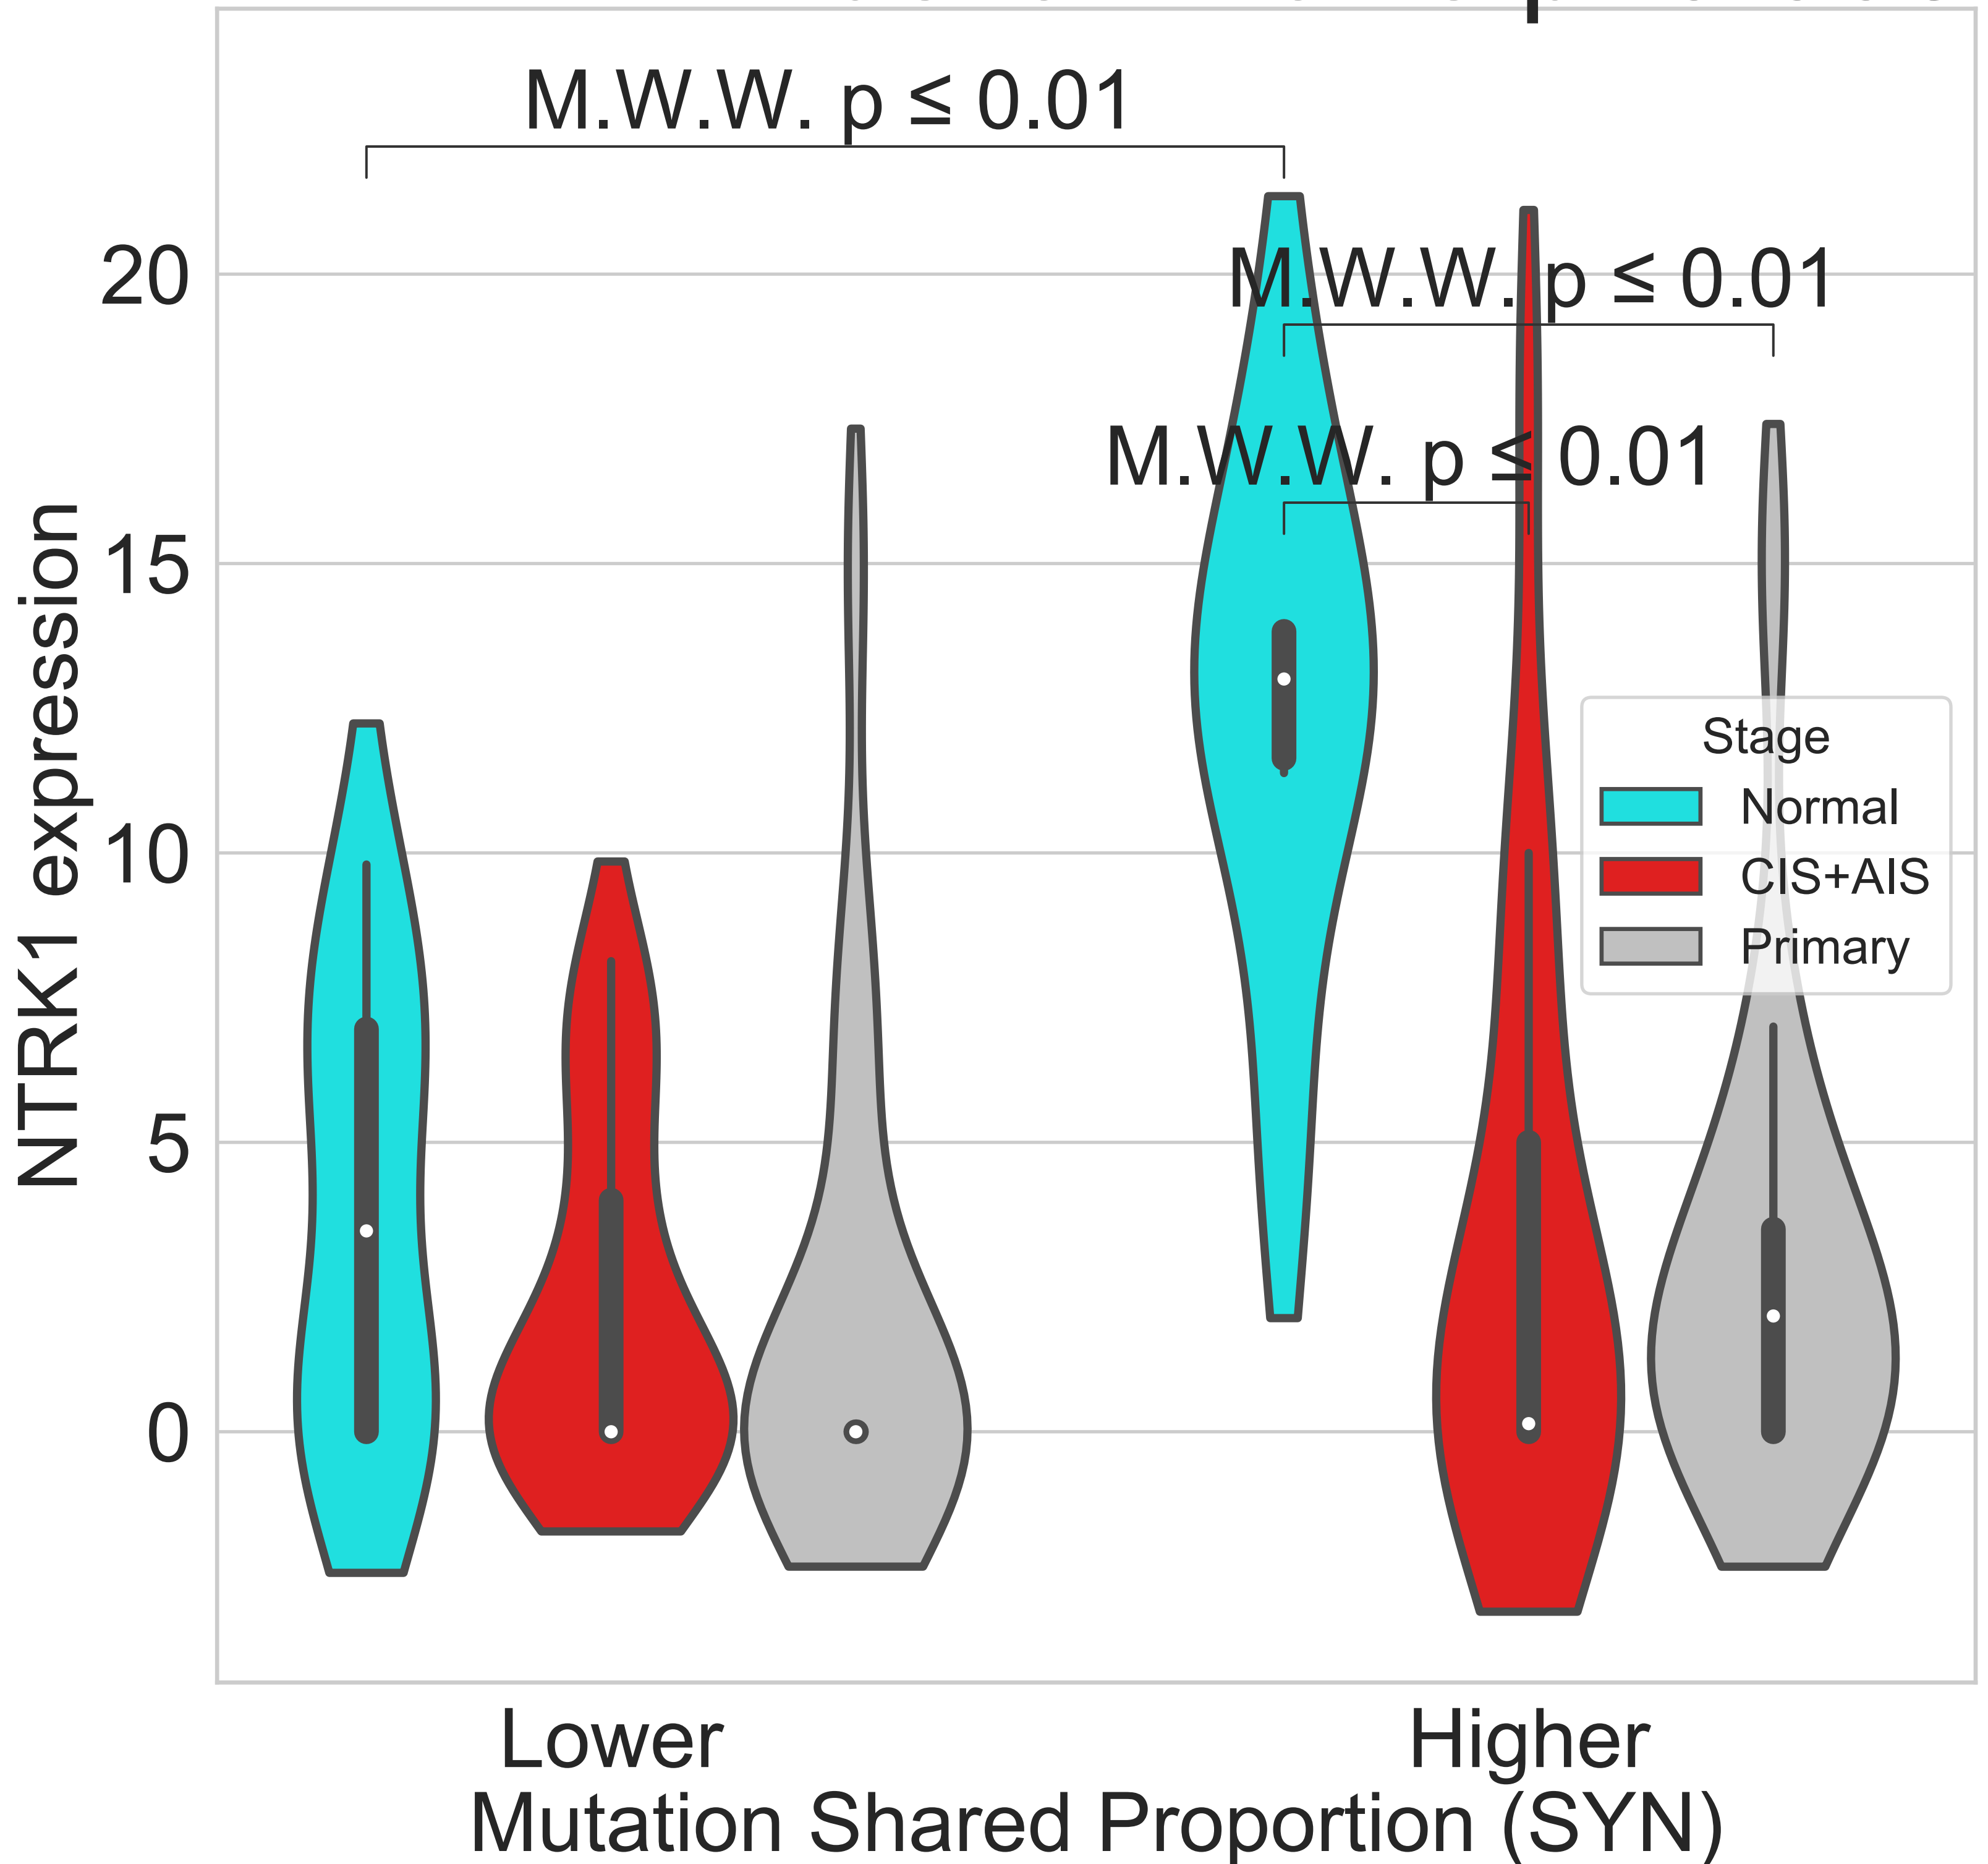 M.W.W. p ≤ 0.01
20
M.W.W. p ≤ 0.01
M.W.W. p ≤ 0.01
15
NTRK1 expression
Stage
Normal
10
CIS+AIS
Primary
5
0
Lower
Higher
Mutation Shared Proportion (SYN)